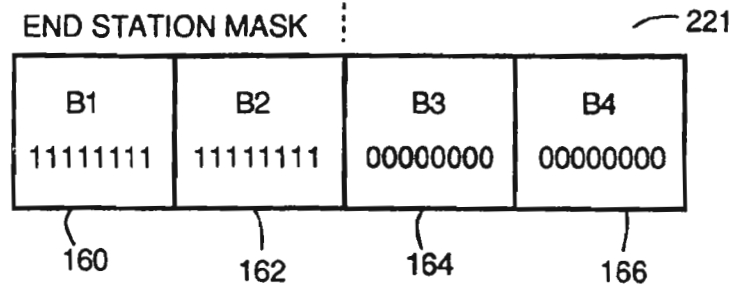 END STATION MASK
221
B1 B2 B3 B4
11111111 11111111 00000000 00000000
160 162 164 166